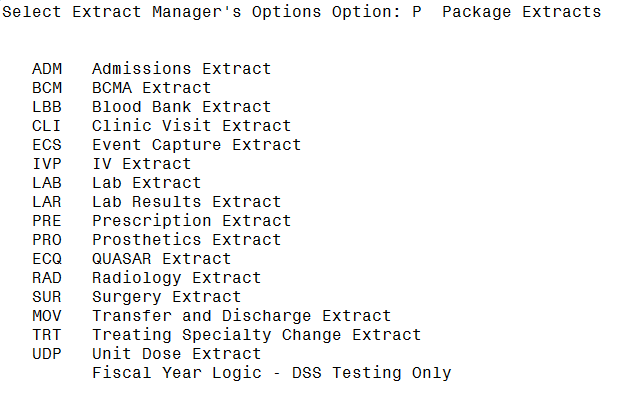 Select Extract Manager's Options Option: P  Package Extracts
ADM   Admissions Extract
BCM   BCMA Extract
LBB   Blood Bank Extract
CLI   Clinic Visit Extract
ECS   Event Capture Extract
IVP   IV Extract
LAB   Lab Extract
LAR   Lab Results Extract
PRE   Prescription Extract
PRO   Prosthetics Extract
ECQ   QUASAR Extract
RAD   Radiology Extract
SUR   Surgery Extract
MOV   Transfer and Discharge Extract
TRT   Treating Specialty Change Extract
UDP   Unit Dose Extract
Fiscal Year Logic - DSS Testing Only